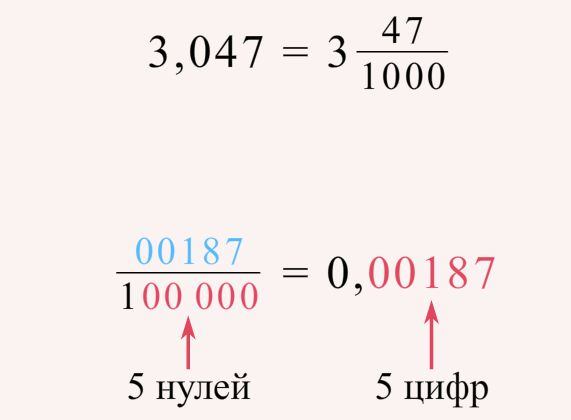 3,047 = 3 47/1000
00187/100 000 = 0,00187
5 нулей 5 цифр